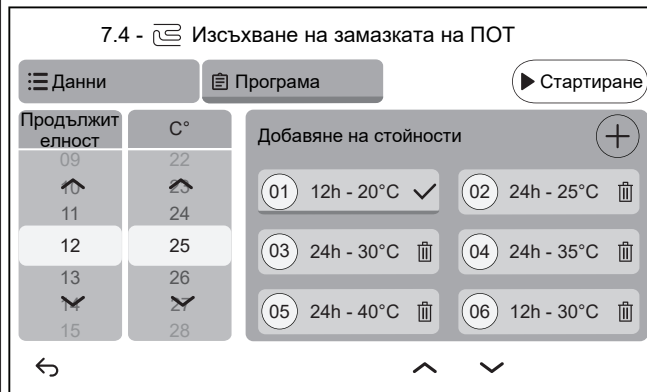 7.4 - Изсъхване на замазката на ПОТ
Данни
Програма
Стартиране
Продължит
елност
C°
Добавяне на стойности
09
10
11
12
13
14
15
22
23
24
25
26
27
28
01 12h - 20°C
02 24h - 25°C
03 24h - 30°C
04 24h - 35°C
05 24h - 40°C
06 12h - 30°C